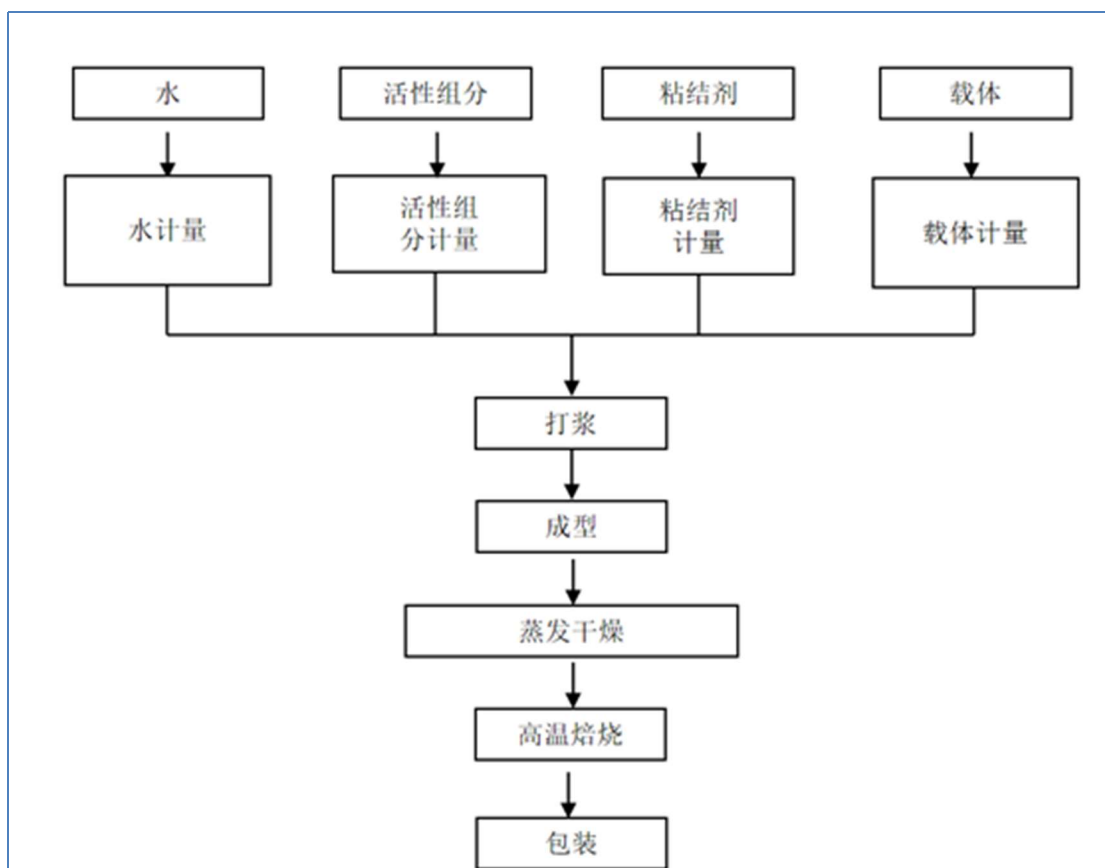 水
活性组分
粘结剂
载体
水计量
活性组
分计量
粘结剂
计量
载体计量
打浆
成型
蒸发干燥
高温焙烧
包装